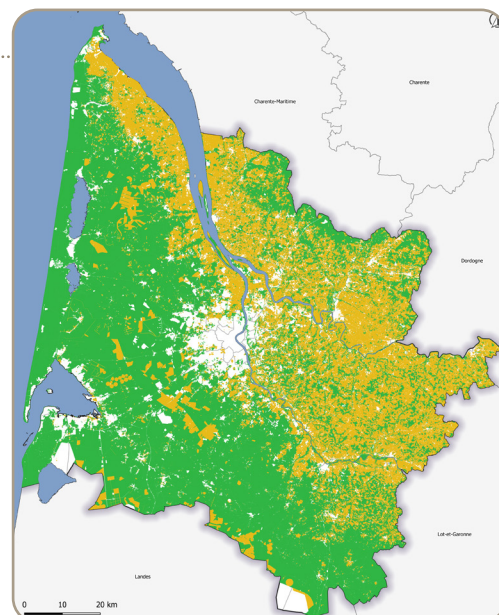 Charente
Charente-Maritime
Dordogne
Lot-et-Garonne
Landes
0 10 20 km